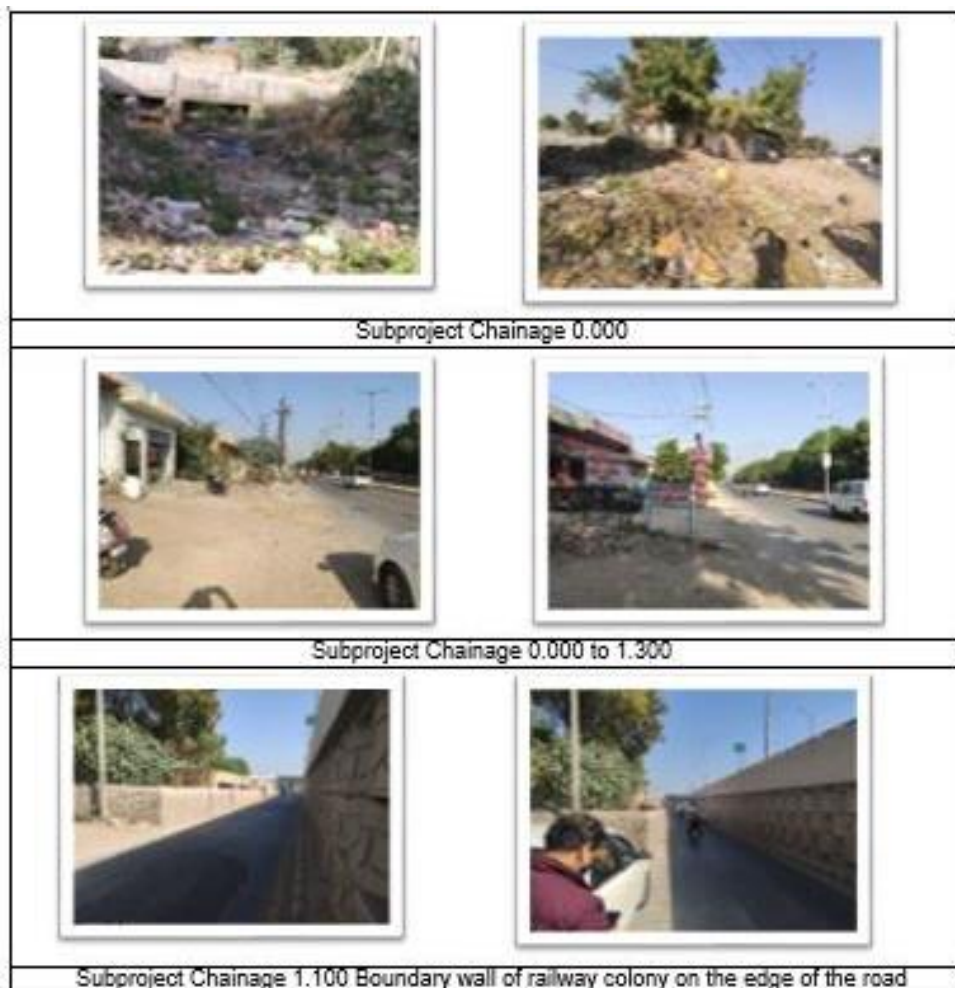 Subproject Chainage 0.000
Subproject Chainage 0.000 to 1.300
Subproject Chainage 1.100 Boundary wall of railway colony on the edge of the road